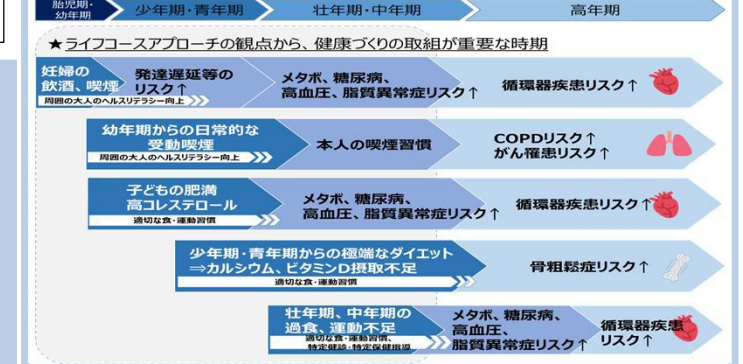 胎児期・
幼年期
少年期・青年期
壮年期・中年期
高年期
★ライフコースアプローチの観点から、健康づくりの取組が重要な時期
妊婦の
飲酒、喫煙
周囲の大人のヘルスリテラシー向上
発達遅延等の
リスク↑
メタボ、糖尿病、
高血圧、脂質異常症リスク↑
循環器疾患リスク↑
幼年期からの日常的な
受動喫煙
周囲の大人のヘルスリテラシー向上
本人の喫煙習慣
COPDリスク↑
がん罹患リスク↑
子どもの肥満
高コレステロール
適切な食・運動習慣
メタボ、糖尿病、
高血圧、脂質異常症リスク↑
循環器疾患リスク↑
少年期・青年期からの極端なダイエット
⇒カルシウム、ビタミンD摂取不足
適切な食・運動習慣
骨粗鬆症リスク↑
壮年期、中年期の
過食、運動不足
適切な食・運動習慣、
特定健診・特定保健指導
メタボ、糖尿病、
高血圧、
脂質異常症リスク↑
循環器疾患
リスク↑